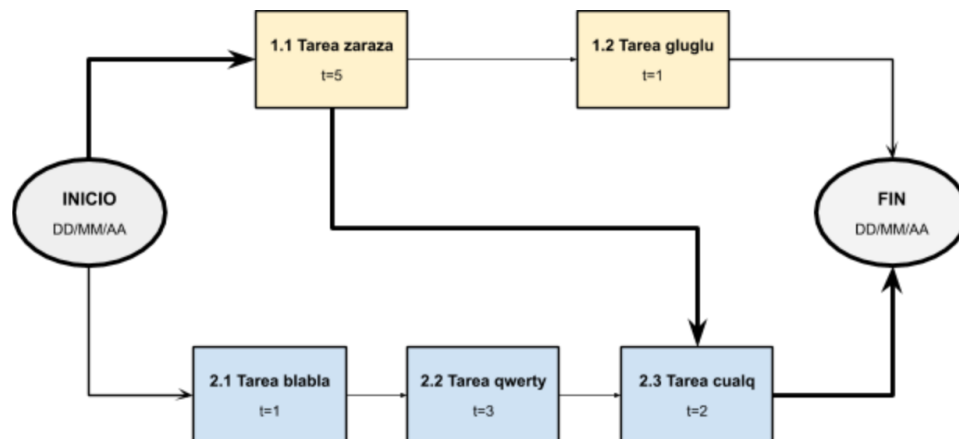 1.1 Tarea zaraza
t=5
1.2 Tarea gluglu
t=1
INICIO
DD/MM/AA
FIN
DD/MM/AA
2.1 Tarea blabla
t=1
2.2 Tarea qwerty
t=3
2.3 Tarea cualq
t=2